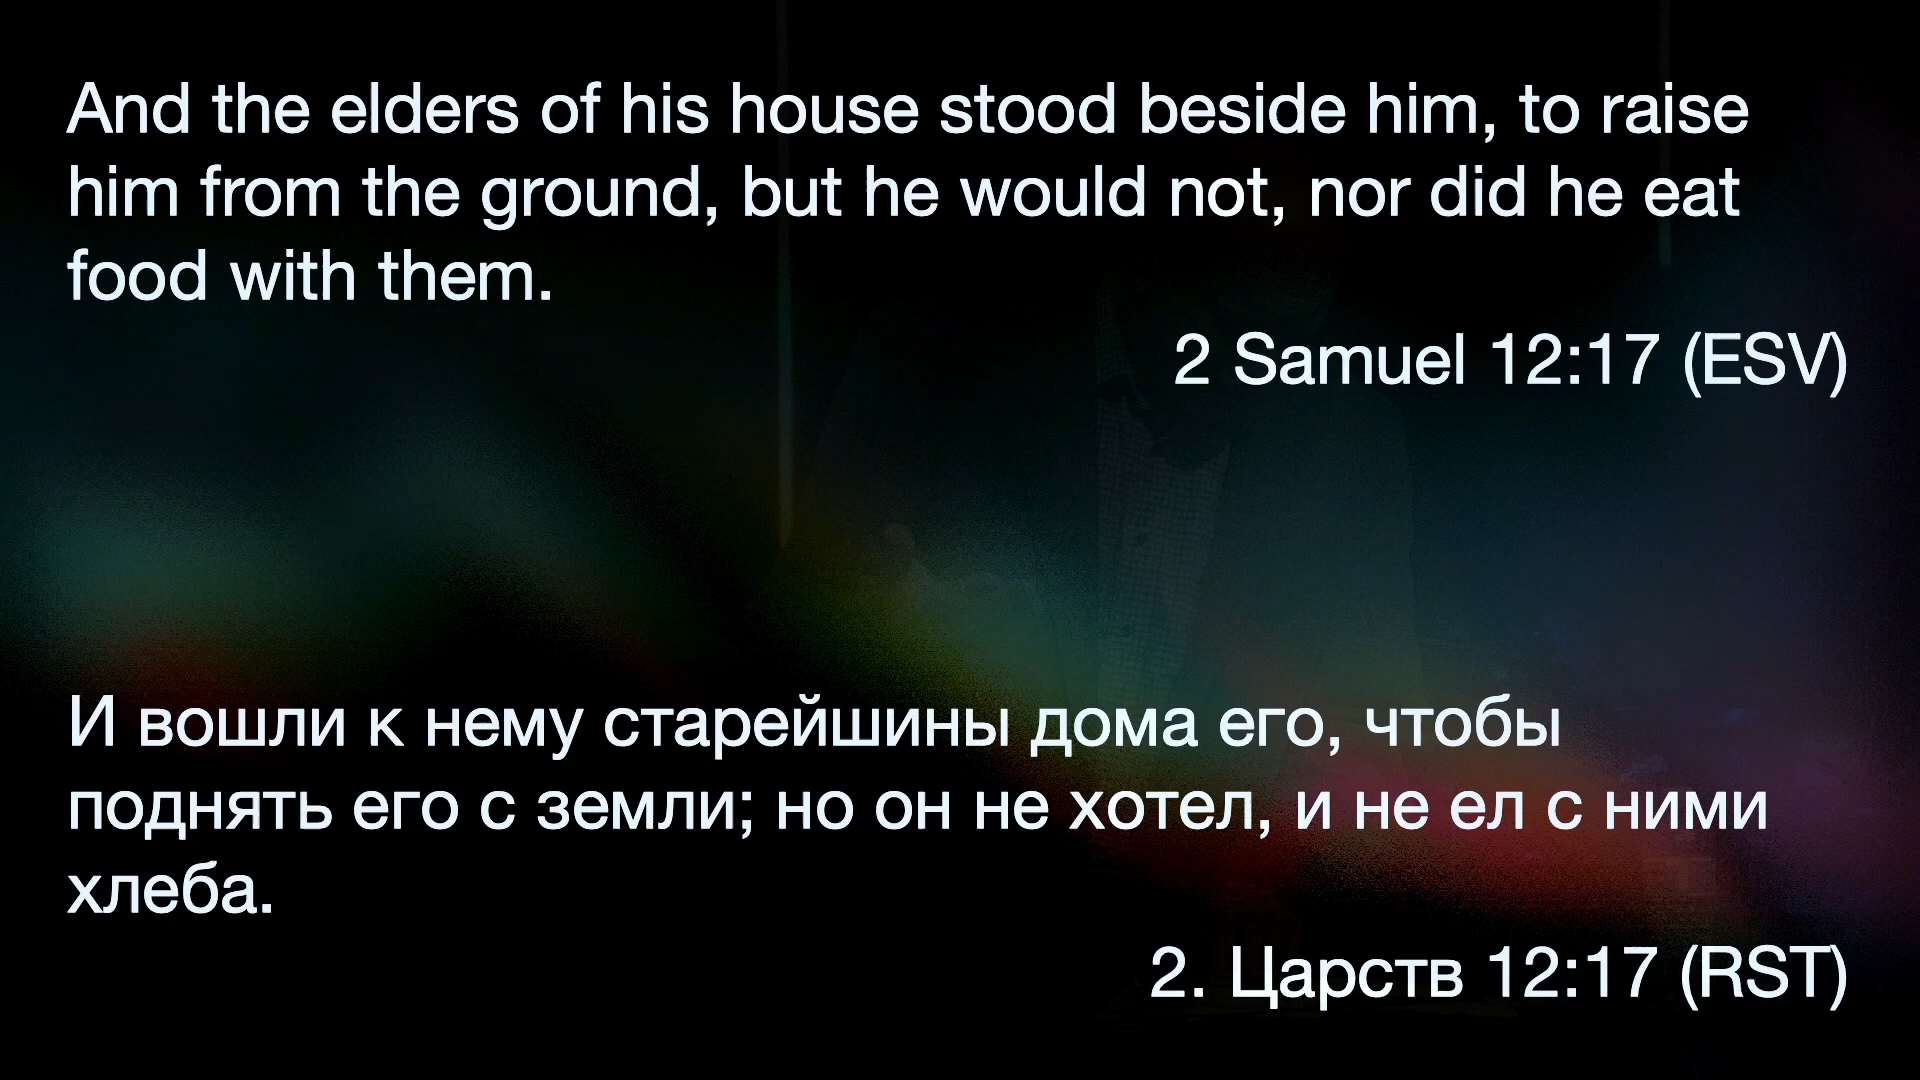 And the elders of his house stood beside him, to raise
him from the ground, but he would not, nor did he eat
food with them.
2 Samuel 12:17 (ESV)
И вошли к нему старейшины дома его, чтобы
поднять его с земли; но он не хотел, и не ел с ними
хлеба.
2. Царств 12:17 (RST)